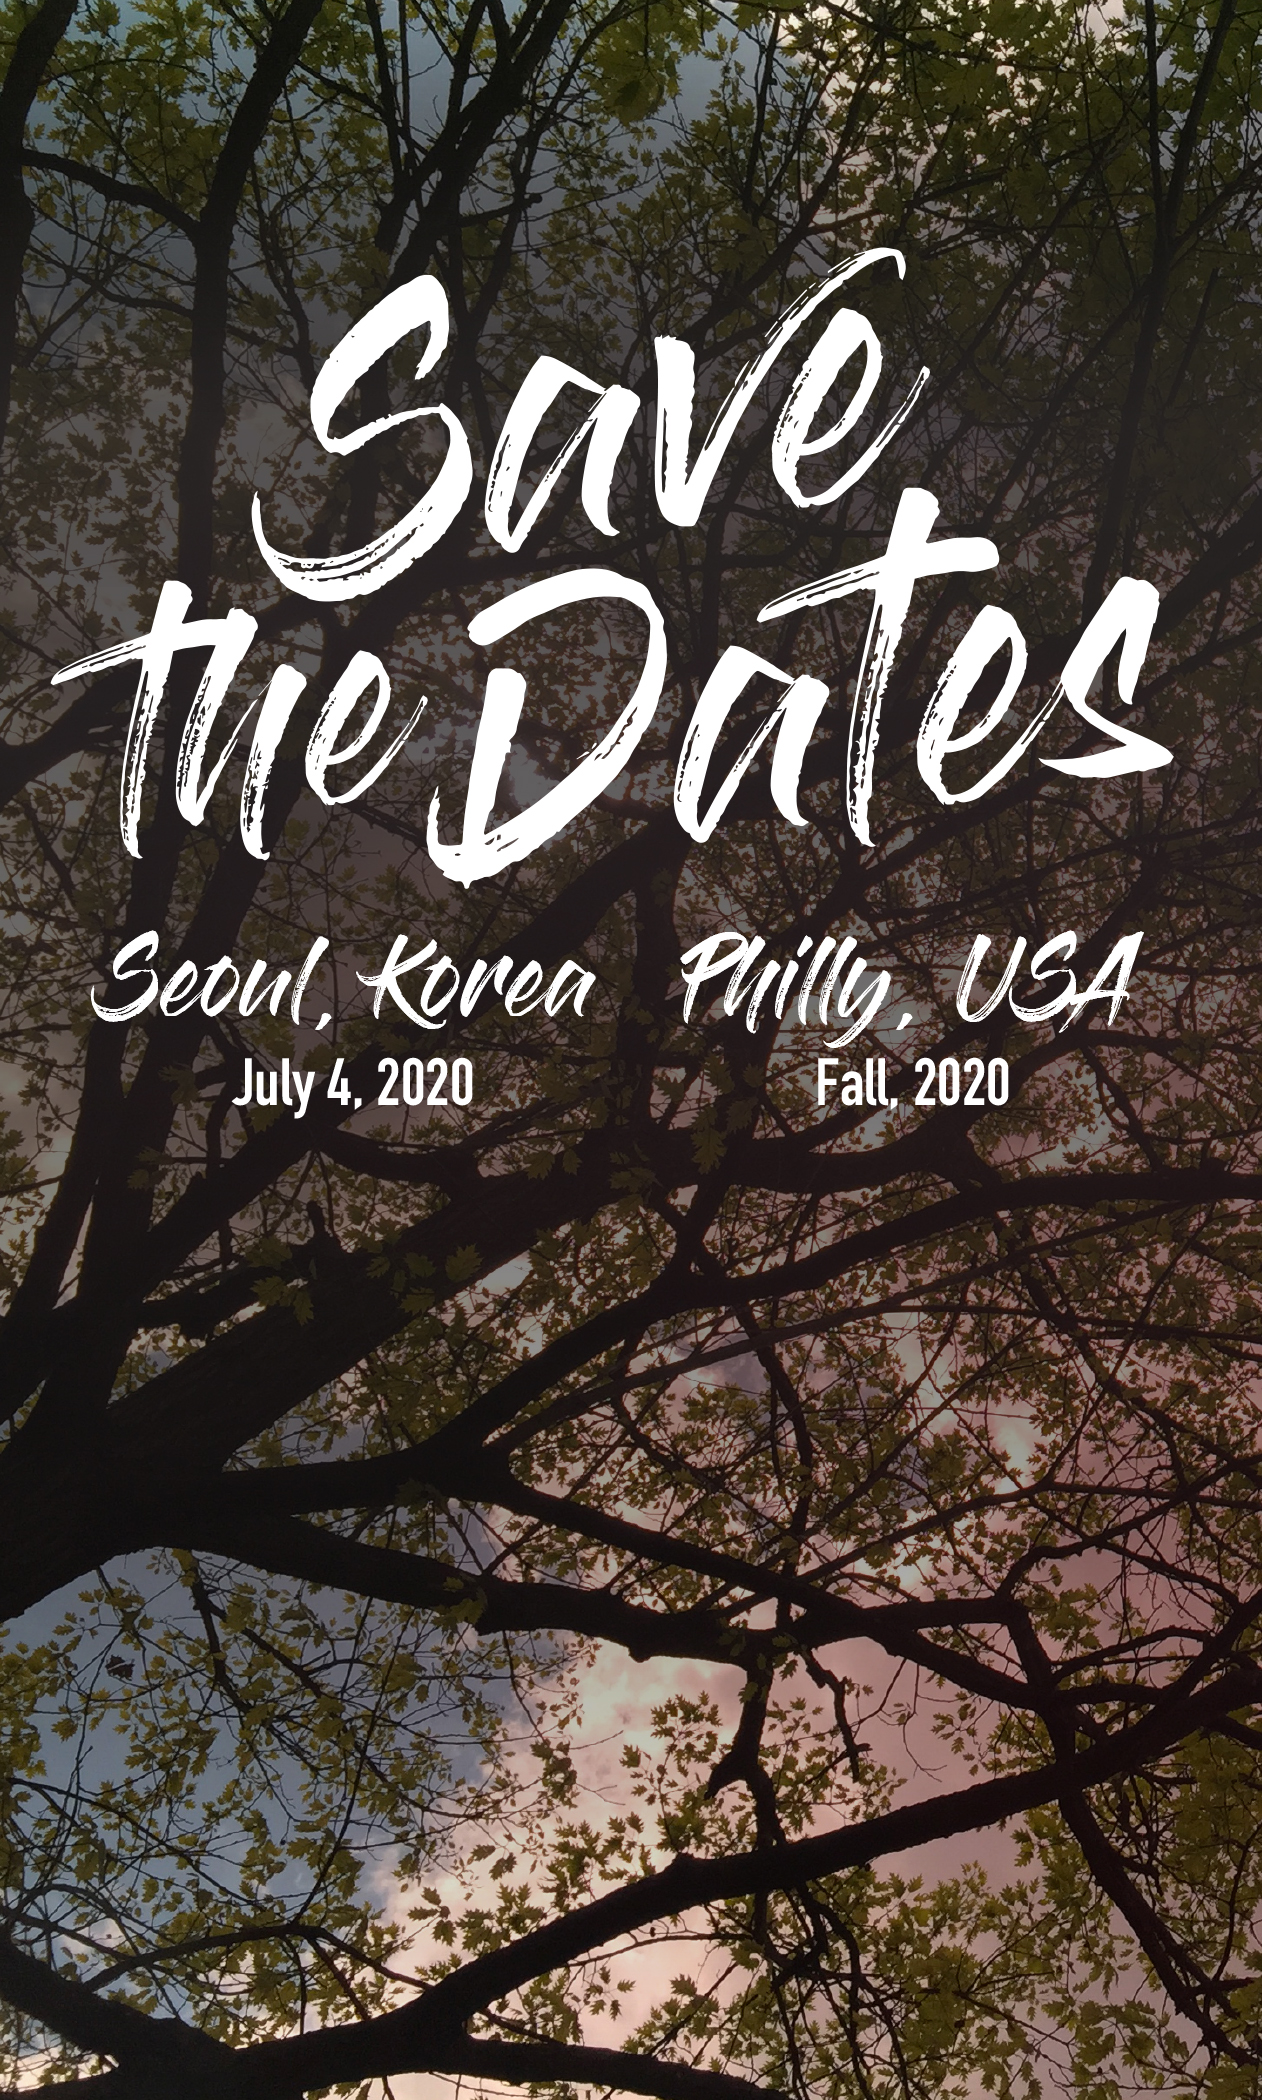 Save
the Dates
Seoul, Korea
July 4, 2020
Philly, USA
Fall, 2020